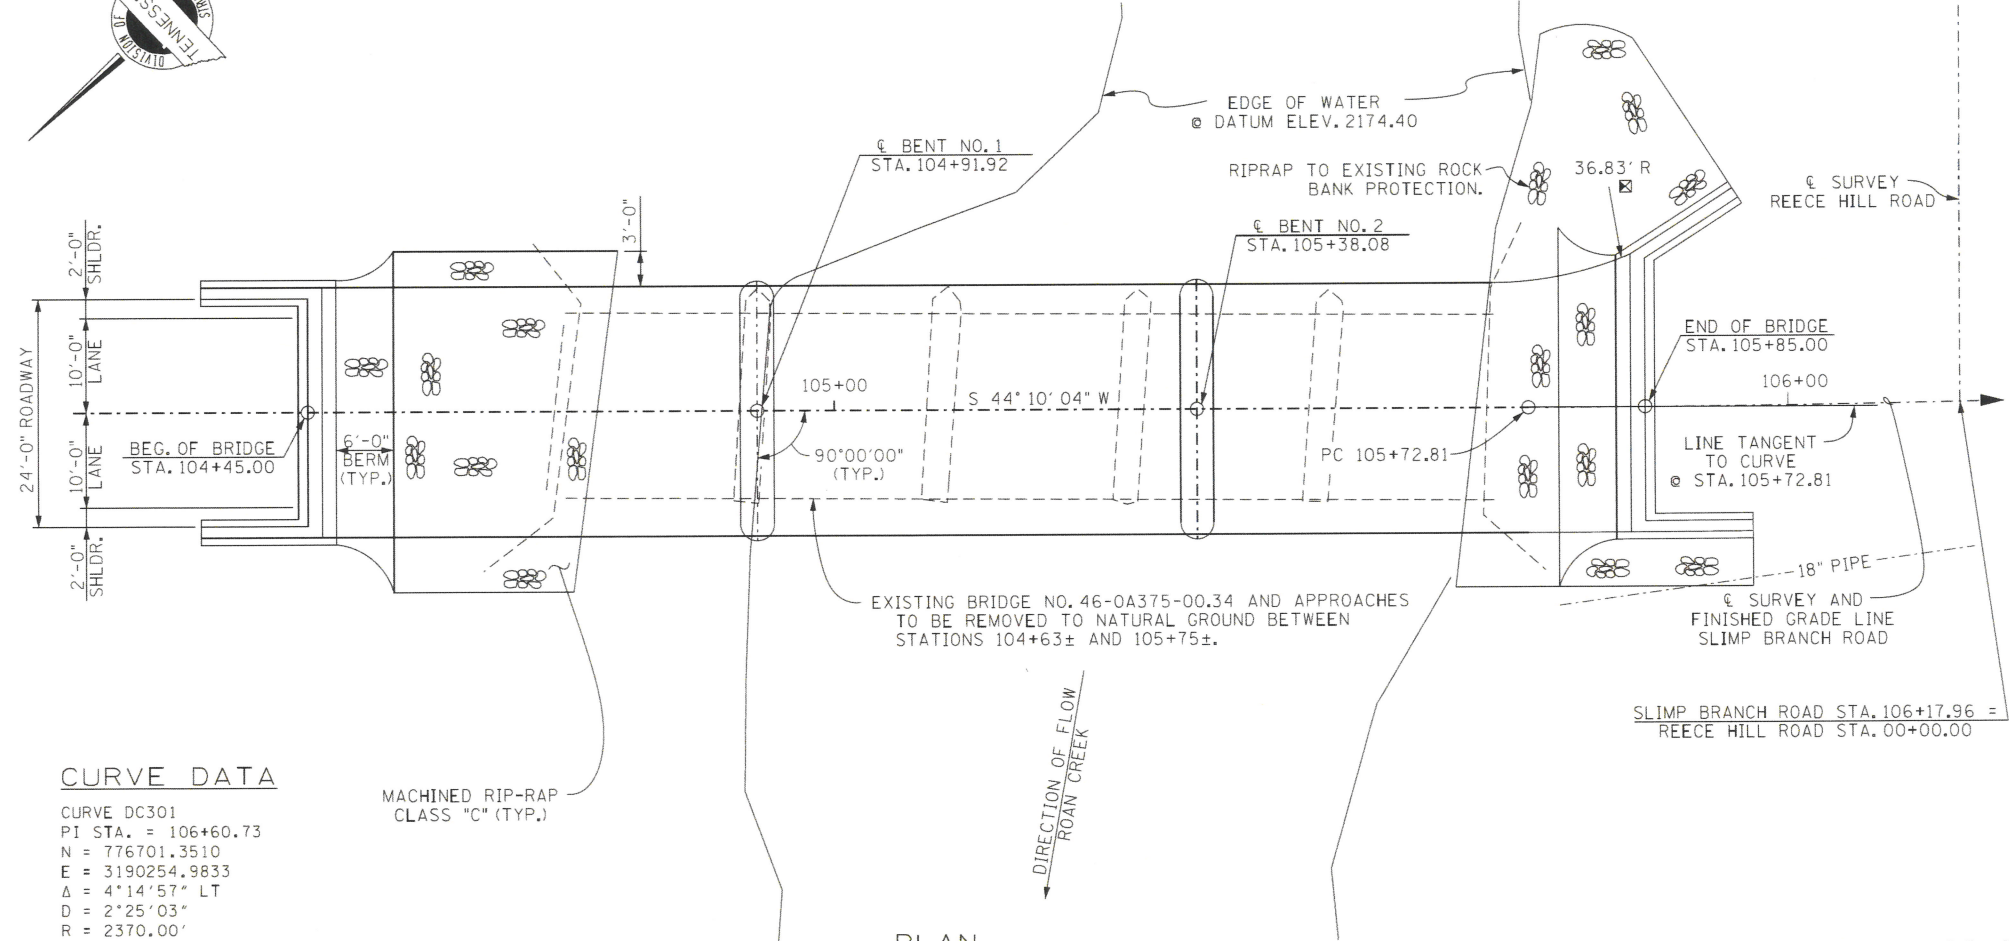 DIVISION OF
STR
TENNESS
EDGE OF WATER
@ DATUM ELEV. 2174.40
℄ BENT NO. 1
STA. 104+91.92
RIPRAP TO EXISTING ROCK
BANK PROTECTION.
36.83' R
℄ SURVEY
REECE HILL ROAD
℄ BENT NO. 2
STA. 105+38.08
3'-0"
2'-0"
SHLDR.
10'-0"
LANE
24'-0" ROADWAY
10'-0"
LANE
2'-0"
SHLDR.
END OF BRIDGE
STA. 105+85.00
105+00
S 44° 10' 04" W
106+00
BEG. OF BRIDGE
STA. 104+45.00
6'-0"
BERM
(TYP.)
90°00'00"
(TYP.)
PC 105+72.81
LINE TANGENT
TO CURVE
@ STA. 105+72.81
18" PIPE
EXISTING BRIDGE NO. 46-0A375-00.34 AND APPROACHES
TO BE REMOVED TO NATURAL GROUND BETWEEN
STATIONS 104+63± AND 105+75±.
℄ SURVEY AND
FINISHED GRADE LINE
SLIMP BRANCH ROAD
DIRECTION OF FLOW
ROAN CREEK
SLIMP BRANCH ROAD STA. 106+17.96 =
REECE HILL ROAD STA. 00+00.00
MACHINED RIP-RAP
CLASS "C" (TYP.)
CURVE DATA
CURVE DC301
PI STA. = 106+60.73
N = 776701.3510
E = 3190254.9833
Δ = 4°14'57" LT
D = 2°25'03"
R = 2370.00'
PLAN